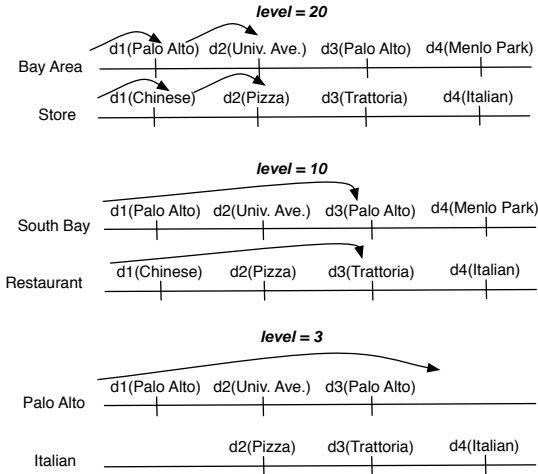 level = 20
d1(Palo Alto) d2(Univ. Ave.) d3(Palo Alto) d4(Menlo Park)
Bay Area
d1(Chinese) d2(Pizza) d3(Trattoria) d4(Italian)
Store
level = 10
d1(Palo Alto) d2(Univ. Ave.) d3(Palo Alto) d4(Menlo Park)
South Bay
d1(Chinese) d2(Pizza) d3(Trattoria) d4(Italian)
Restaurant
level = 3
d1(Palo Alto) d2(Univ. Ave.) d3(Palo Alto)
Palo Alto
d2(Pizza) d3(Trattoria) d4(Italian)
Italian